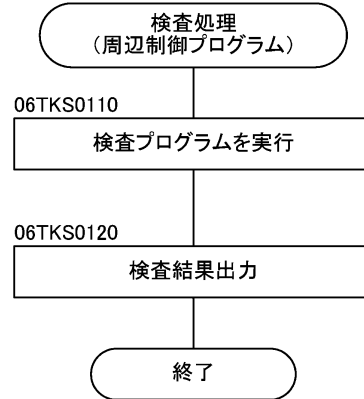 検査処理
(周辺制御プログラム)
06TKS0110
検査プログラムを実行
06TKS0120
検査結果出力
終了